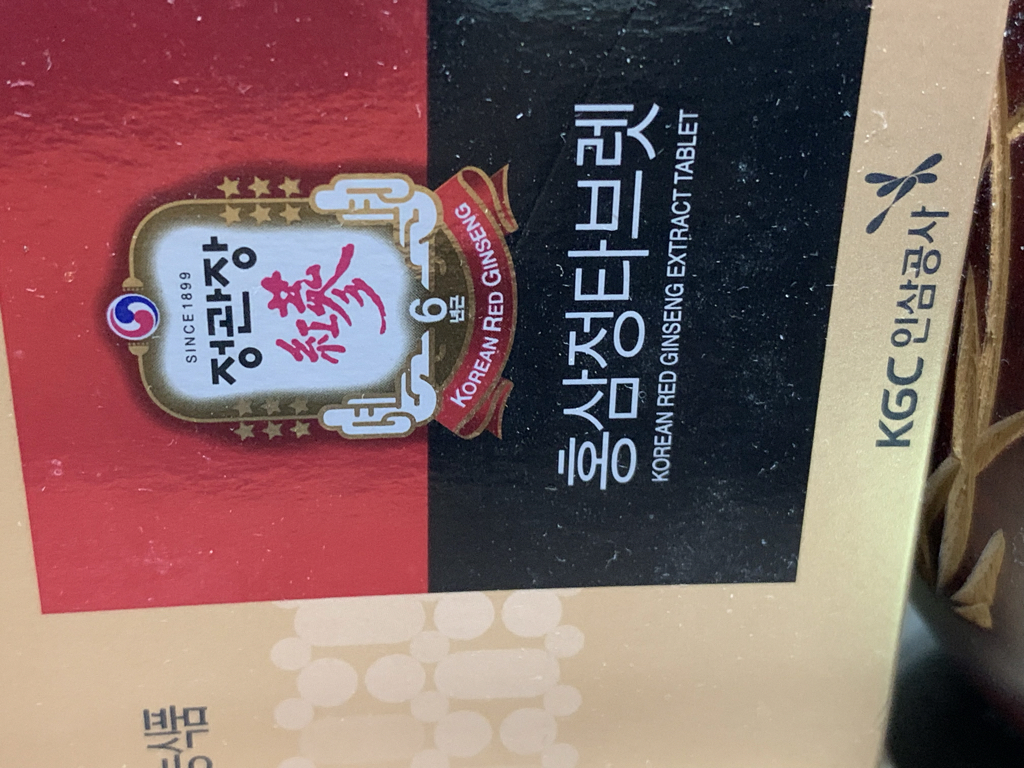 SINCE 1899
정관장
紅蔘
6
년근
KOREAN RED GINSENG
홍삼정타브렛
KOREAN RED GINSENG EXTRACT TABLET
KGC 인삼공사